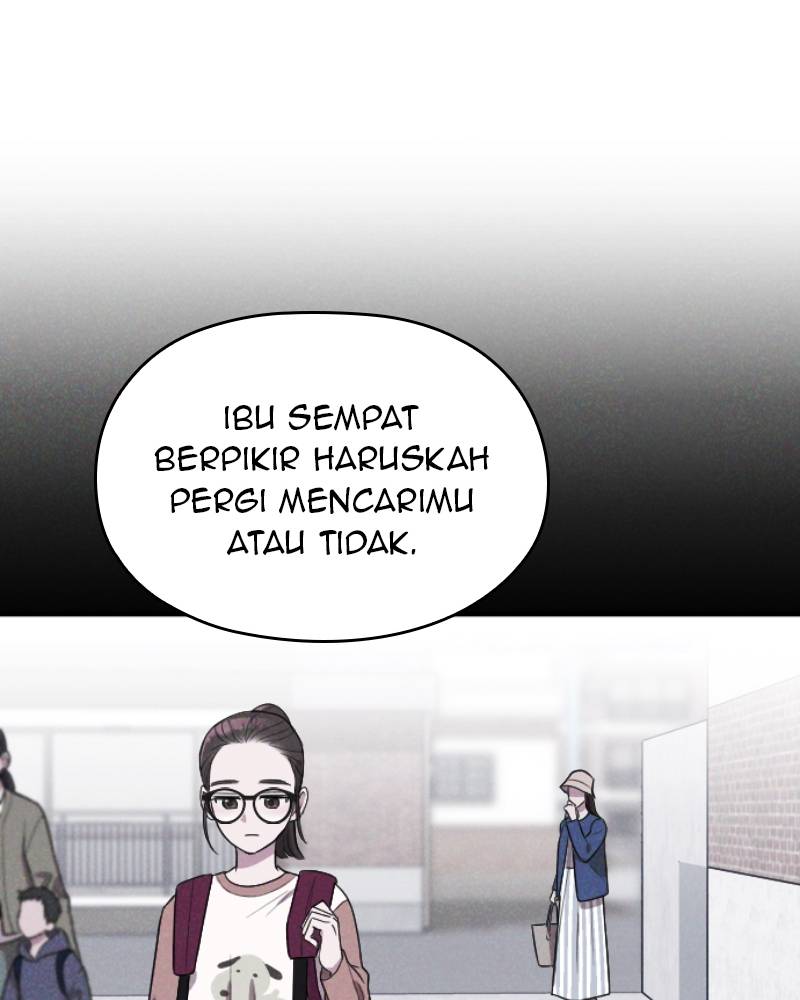 IBU SEMPAT
BERPIKIR HARUSKAH
PERGI MENCARIMU
ATAU TIDAK.